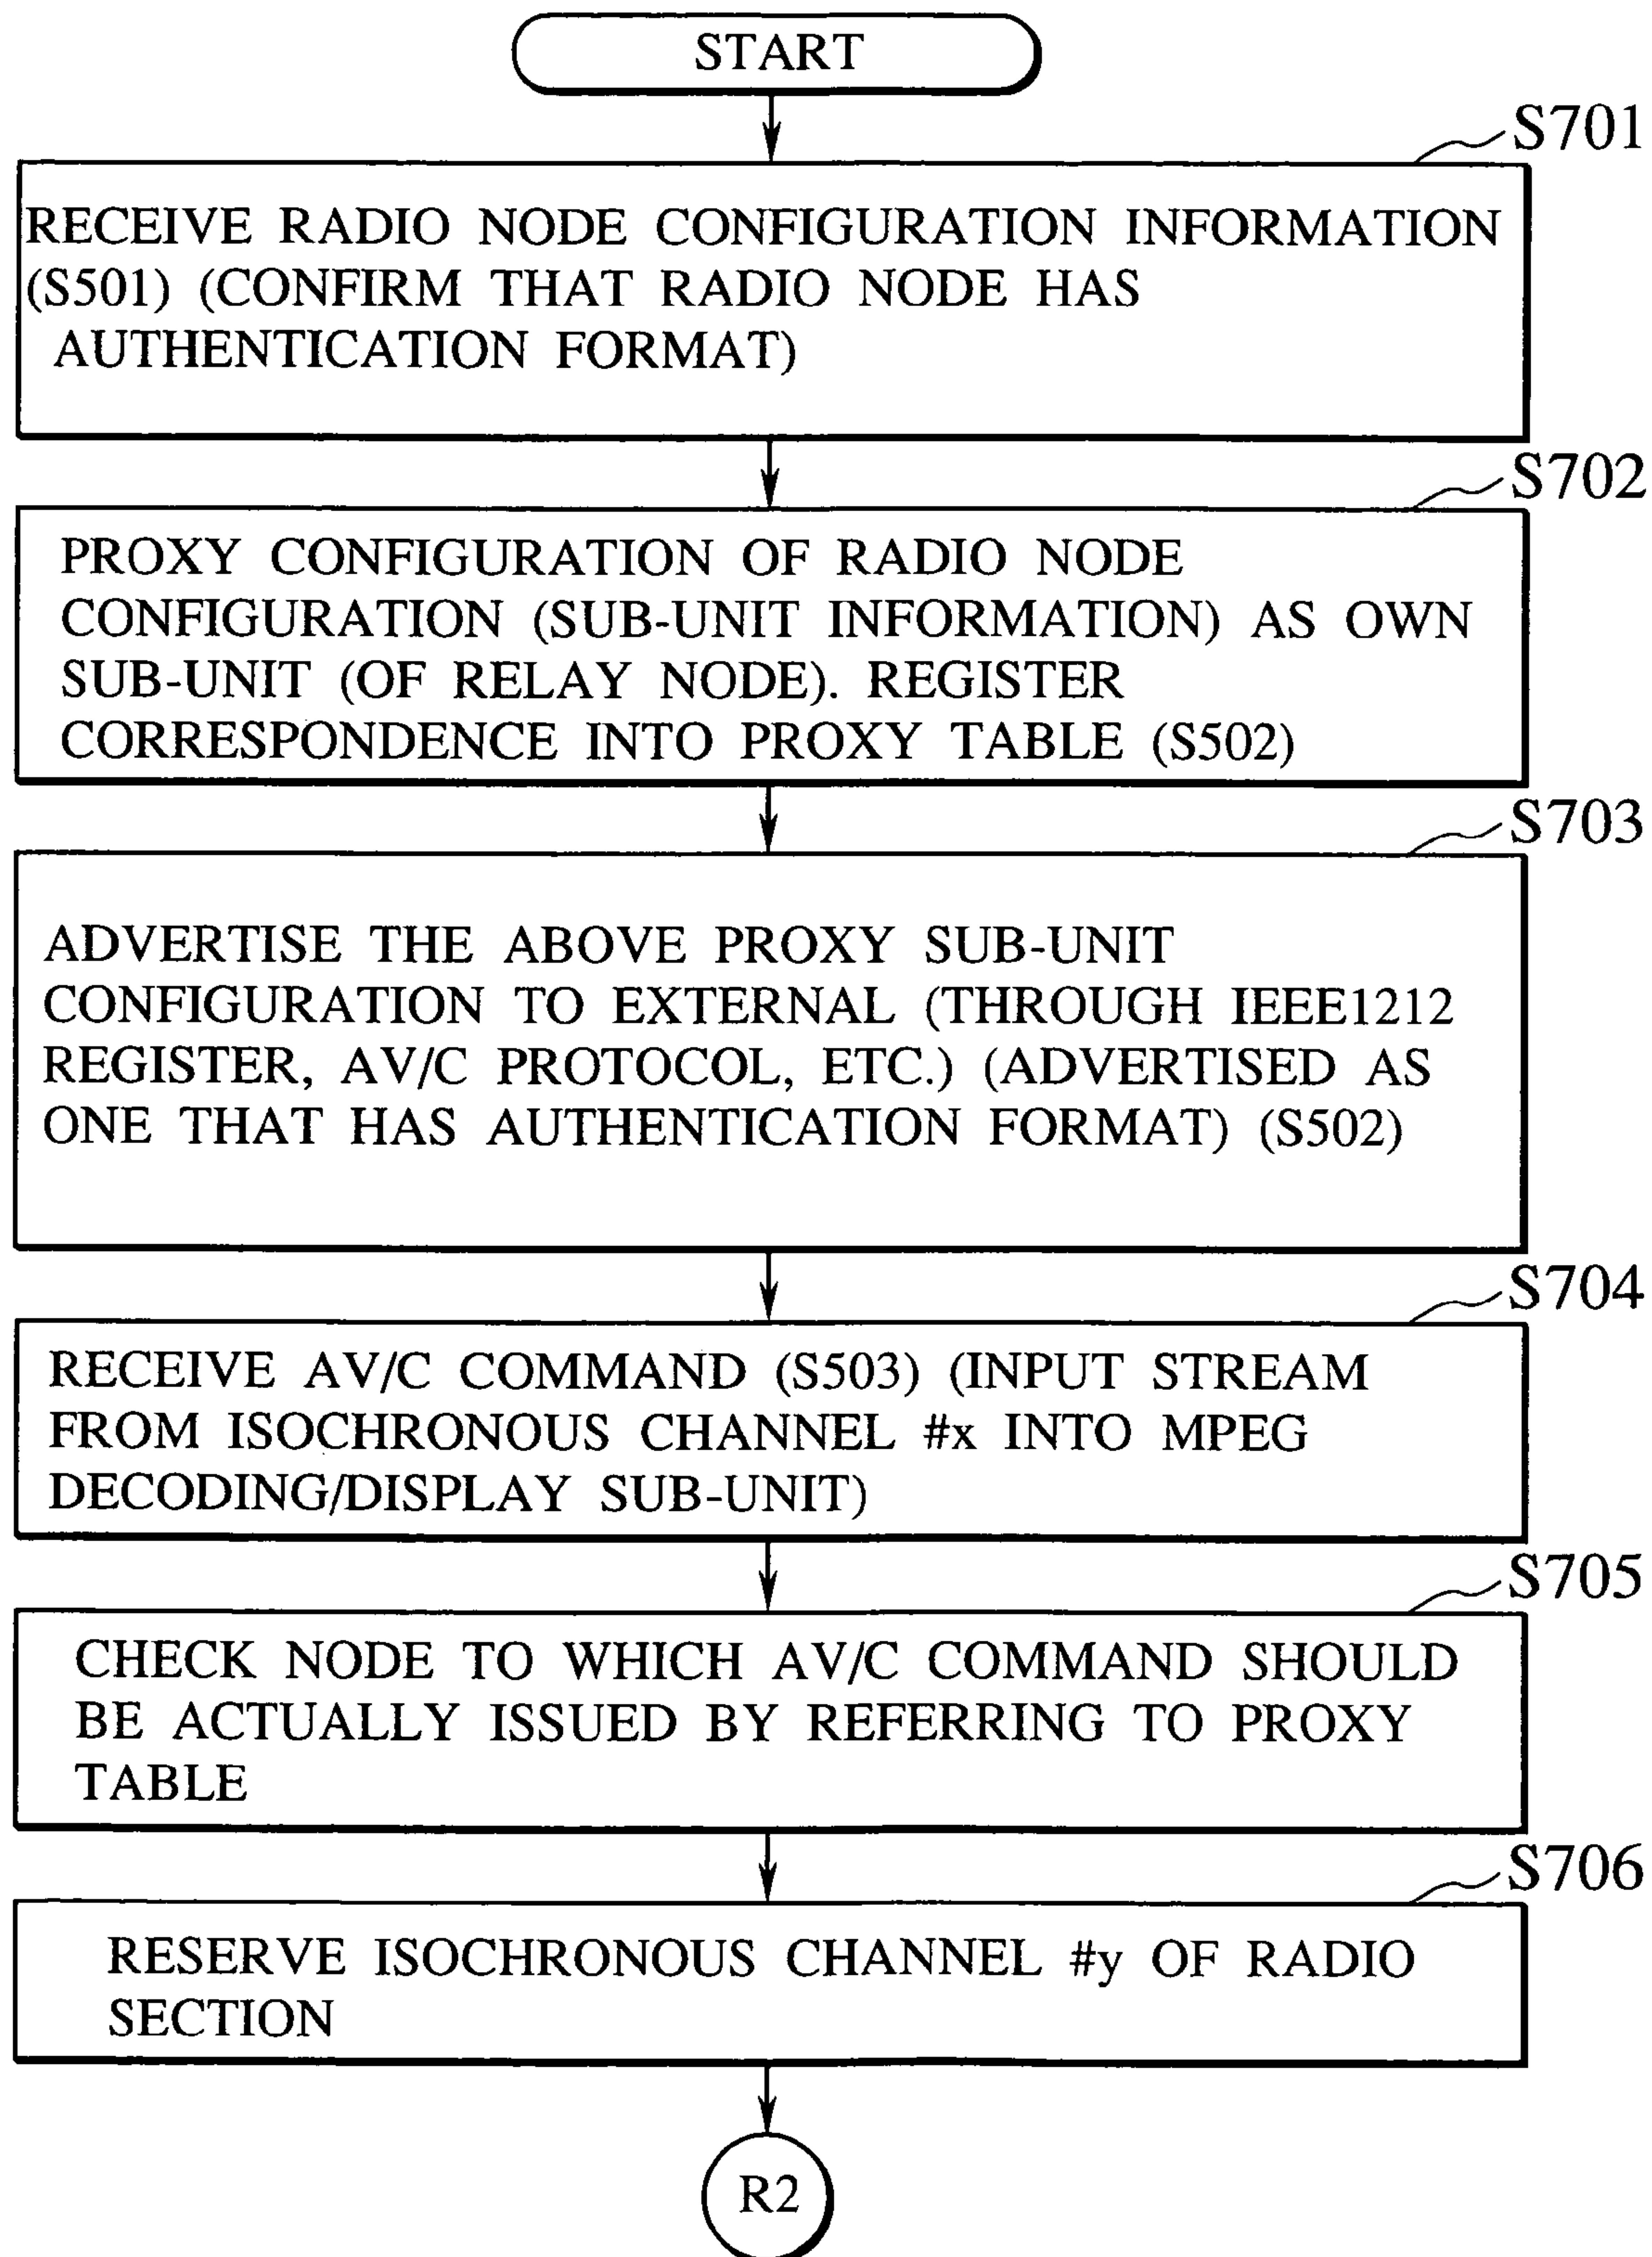 START
S701
RECEIVE RADIO NODE CONFIGURATION INFORMATION
(S501) (CONFIRM THAT RADIO NODE HAS
AUTHENTICATION FORMAT)
S702
PROXY CONFIGURATION OF RADIO NODE
CONFIGURATION (SUB-UNIT INFORMATION) AS OWN
SUB-UNIT (OF RELAY NODE). REGISTER
CORRESPONDENCE INTO PROXY TABLE (S502)
S703
ADVERTISE THE ABOVE PROXY SUB-UNIT
CONFIGURATION TO EXTERNAL (THROUGH IEEE1212
REGISTER, AV/C PROTOCOL, ETC.) (ADVERTISED AS
ONE THAT HAS AUTHENTICATION FORMAT) (S502)
S704
RECEIVE AV/C COMMAND (S503) (INPUT STREAM
FROM ISOCHRONOUS CHANNEL #x INTO MPEG
DECODING/DISPLAY SUB-UNIT)
S705
CHECK NODE TO WHICH AV/C COMMAND SHOULD
BE ACTUALLY ISSUED BY REFERRING TO PROXY
TABLE
S706
RESERVE ISOCHRONOUS CHANNEL #y OF RADIO
SECTION
R2